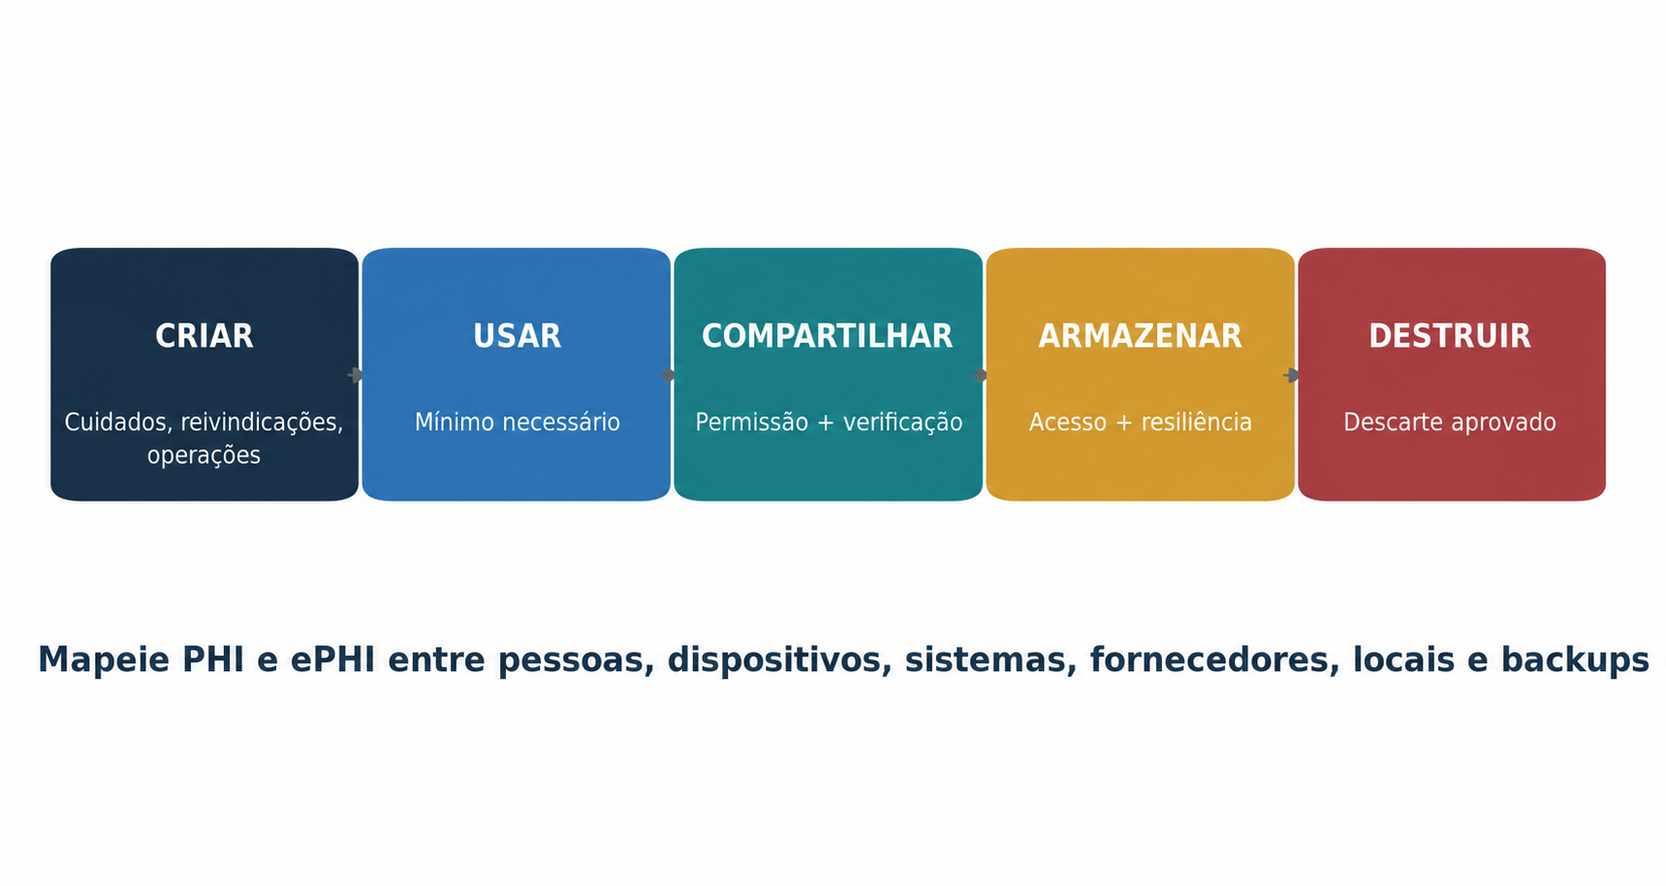 CRIAR
Cuidados, reivindicações,
operações
USAR
Mínimo necessário
COMPARTILHAR
Permissão + verificação
ARMAZENAR
Acesso + resiliência
DESTRUIR
Descarte aprovado
Mapeie PHI e ePHI entre pessoas, dispositivos, sistemas, fornecedores, locais e backups